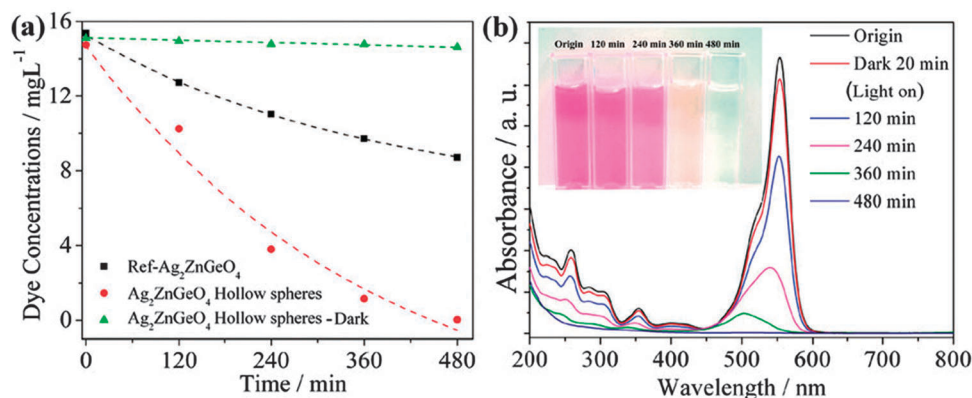 (a)
16
12
8
4
0
Dye Concentrations / mgL⁻¹
Ref-Ag₂ZnGeO₄
Ag₂ZnGeO₄ Hollow spheres
Ag₂ZnGeO₄ Hollow spheres -Dark
0 120 240 360 480
Time / min
(b)
Absorbance / a. u.
Origin 120 min 240 min 360 min 480 min
Origin
Dark 20 min
(Light on)
120 min
240 min
360 min
480 min
200 300 400 500 600 700 800
Wavelength / nm